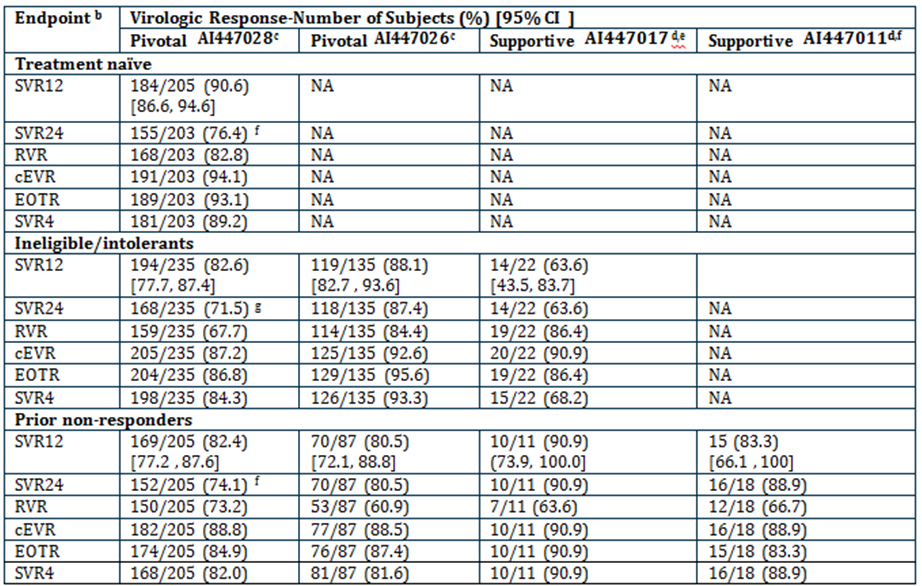 Endpoint b Virologic Response-Number of Subjects (%) [95% CI ]
Pivotal AI447028c Pivotal AI447026c Supportive AI447017d,e Supportive AI447011d,f
Treatment naïve
SVR12 184/205 (90.6) NA NA NA
[86.6, 94.6]
SVR24 155/203 (76.4) f NA NA NA
RVR 168/203 (82.8) NA NA NA
cEVR 191/203 (94.1) NA NA NA
EOTR 189/203 (93.1) NA NA NA
SVR4 181/203 (89.2) NA NA NA
Ineligible/intolerants
SVR12 194/235 (82.6) 119/135 (88.1) 14/22 (63.6)
[77.7, 87.4] [82.7 , 93.6] [43.5, 83.7]
SVR24 168/235 (71.5) g 118/135 (87.4) 14/22 (63.6) NA
RVR 159/235 (67.7) 114/135 (84.4) 19/22 (86.4) NA
cEVR 205/235 (87.2) 125/135 (92.6) 20/22 (90.9) NA
EOTR 204/235 (86.8) 129/135 (95.6) 19/22 (86.4) NA
SVR4 198/235 (84.3) 126/135 (93.3) 15/22 (68.2) NA
Prior non-responders
SVR12 169/205 (82.4) 70/87 (80.5) 10/11 (90.9) 15 (83.3)
[77.2 , 87.6] [72.1, 88.8] (73.9, 100.0] [66.1 , 100]
SVR24 152/205 (74.1) f 70/87 (80.5) 10/11 (90.9) 16/18 (88.9)
RVR 150/205 (73.2) 53/87 (60.9) 7/11 (63.6) 12/18 (66.7)
cEVR 182/205 (88.8) 77/87 (88.5) 10/11 (90.9) 16/18 (88.9)
EOTR 174/205 (84.9) 76/87 (87.4) 10/11 (90.9) 15/18 (83.3)
SVR4 168/205 (82.0) 81/87 (81.6) 10/11 (90.9) 16/18 (88.9)